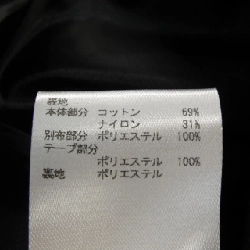 表地
本体部分 コットン 69%
ナイロン 31%
別布部分 ポリエステル 100%
テープ部分
ポリエステル 100%
裏地 ポリエステル